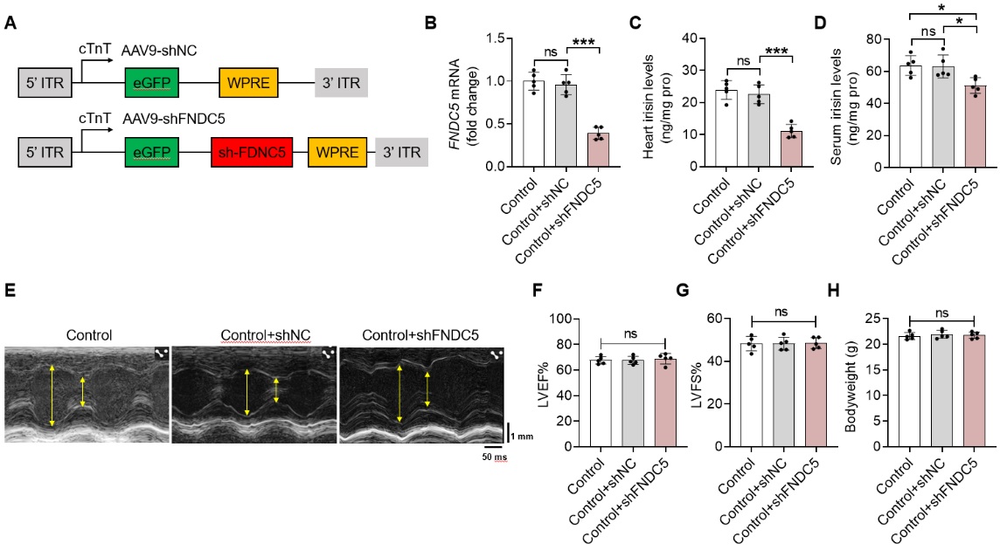 A
cTnT
AAV9-shNC
5' ITR
eGFP
WPRE
3' ITR
cTnT
AAV9-shFNDC5
5' ITR
eGFP
sh-FDNC5
WPRE
3' ITR
B
FNDC5 mRNA
(fold change)
1.5
1.0
0.5
0.0
ns
***
Control
Control+shNC
Control+shFNDC5
C
Heart irisin levels
(ng/mg pro)
40
30
20
10
0
ns
***
Control
Control+shNC
Control+shFNDC5
D
Serum irisin levels
(ng/mg pro)
80
60
40
20
0
*
ns
*
Control
Control+shNC
Control+shFNDC5
E
Control
Control+shNC
Control+shFNDC5
1 mm
50 ms
F
LVEF%
100
80
60
40
20
0
ns
Control
Control+shNC
Control+shFNDC5
G
LVFS%
60
40
20
0
ns
Control
Control+shNC
Control+shFNDC5
H
Bodyweight (g)
25
20
15
10
5
0
ns
Control
Control+shNC
Control+shFNDC5